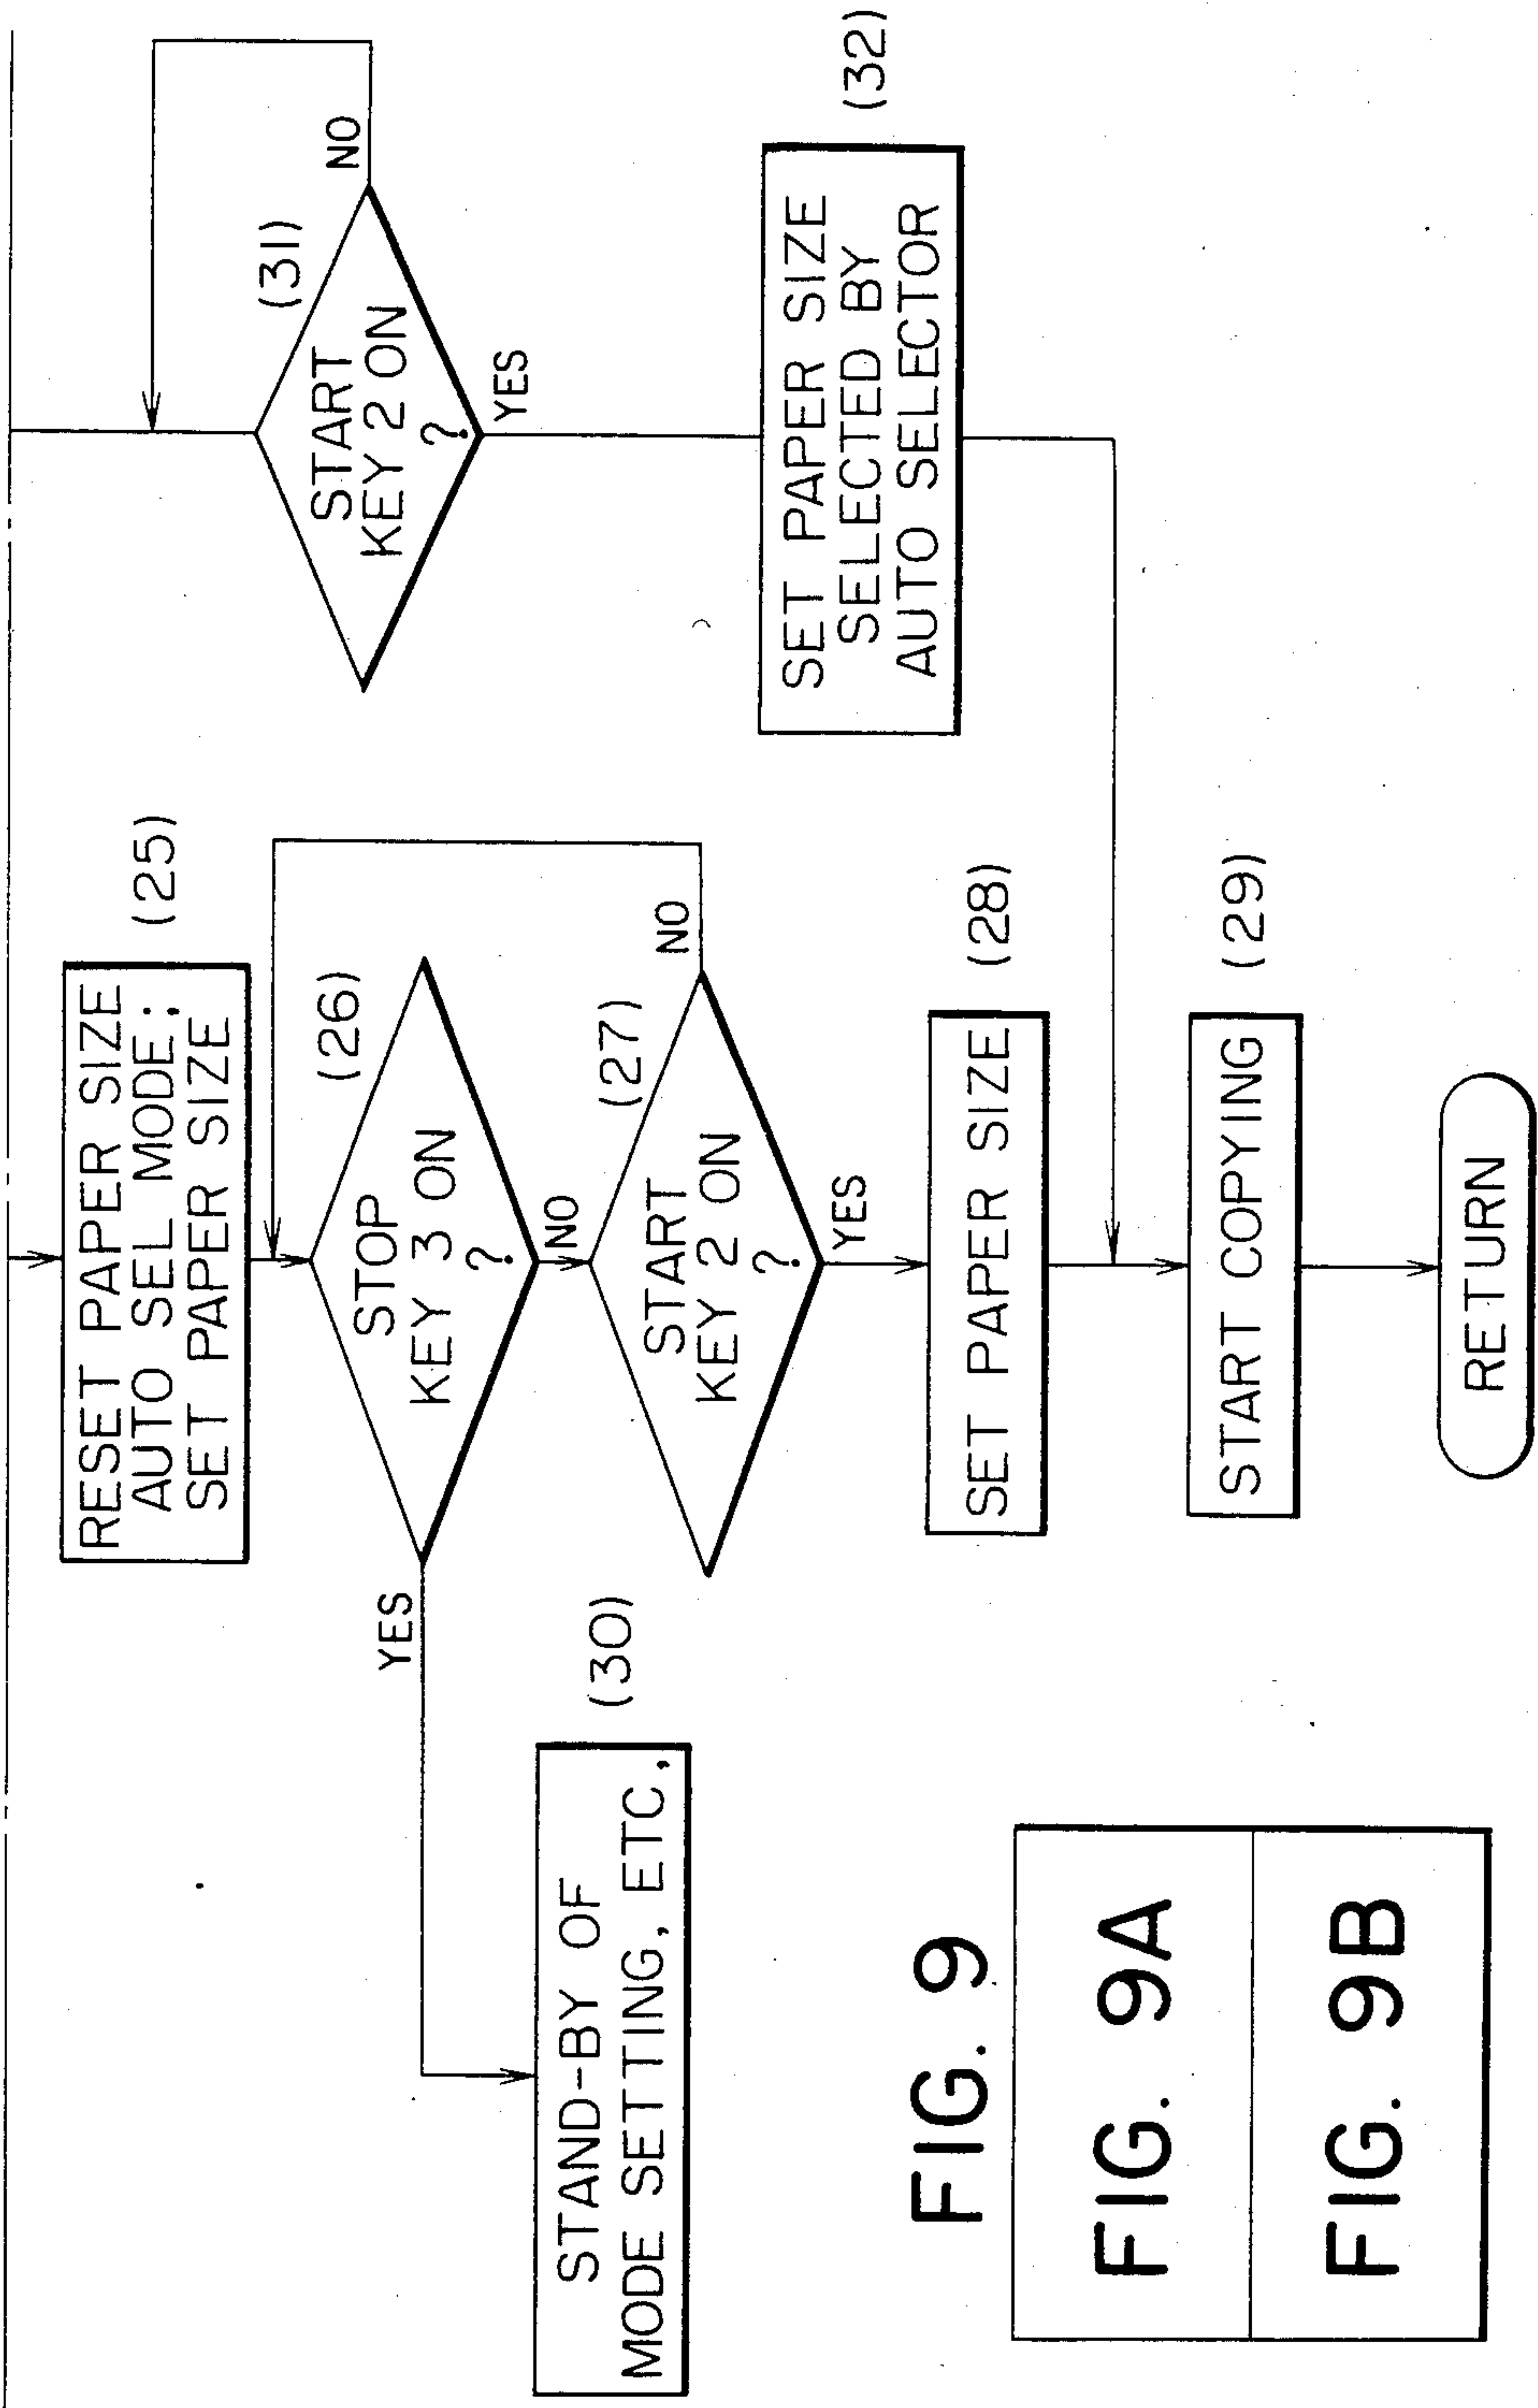 RESET PAPER SIZE
AUTO SEL MODE;
SET PAPER SIZE
(25)
STOP
KEY 3 ON
?
(26)
YES
NO
STAND-BY OF
MODE SETTING, ETC.
(30)
START
KEY 2 ON
?
(27)
NO
YES
SET PAPER SIZE
(28)
START COPYING
(29)
RETURN
START
KEY 2 ON
?
(31)
NO
YES
SET PAPER SIZE
SELECTED BY
AUTO SELECTOR
(32)
FIG. 9
FIG. 9A
FIG. 9B